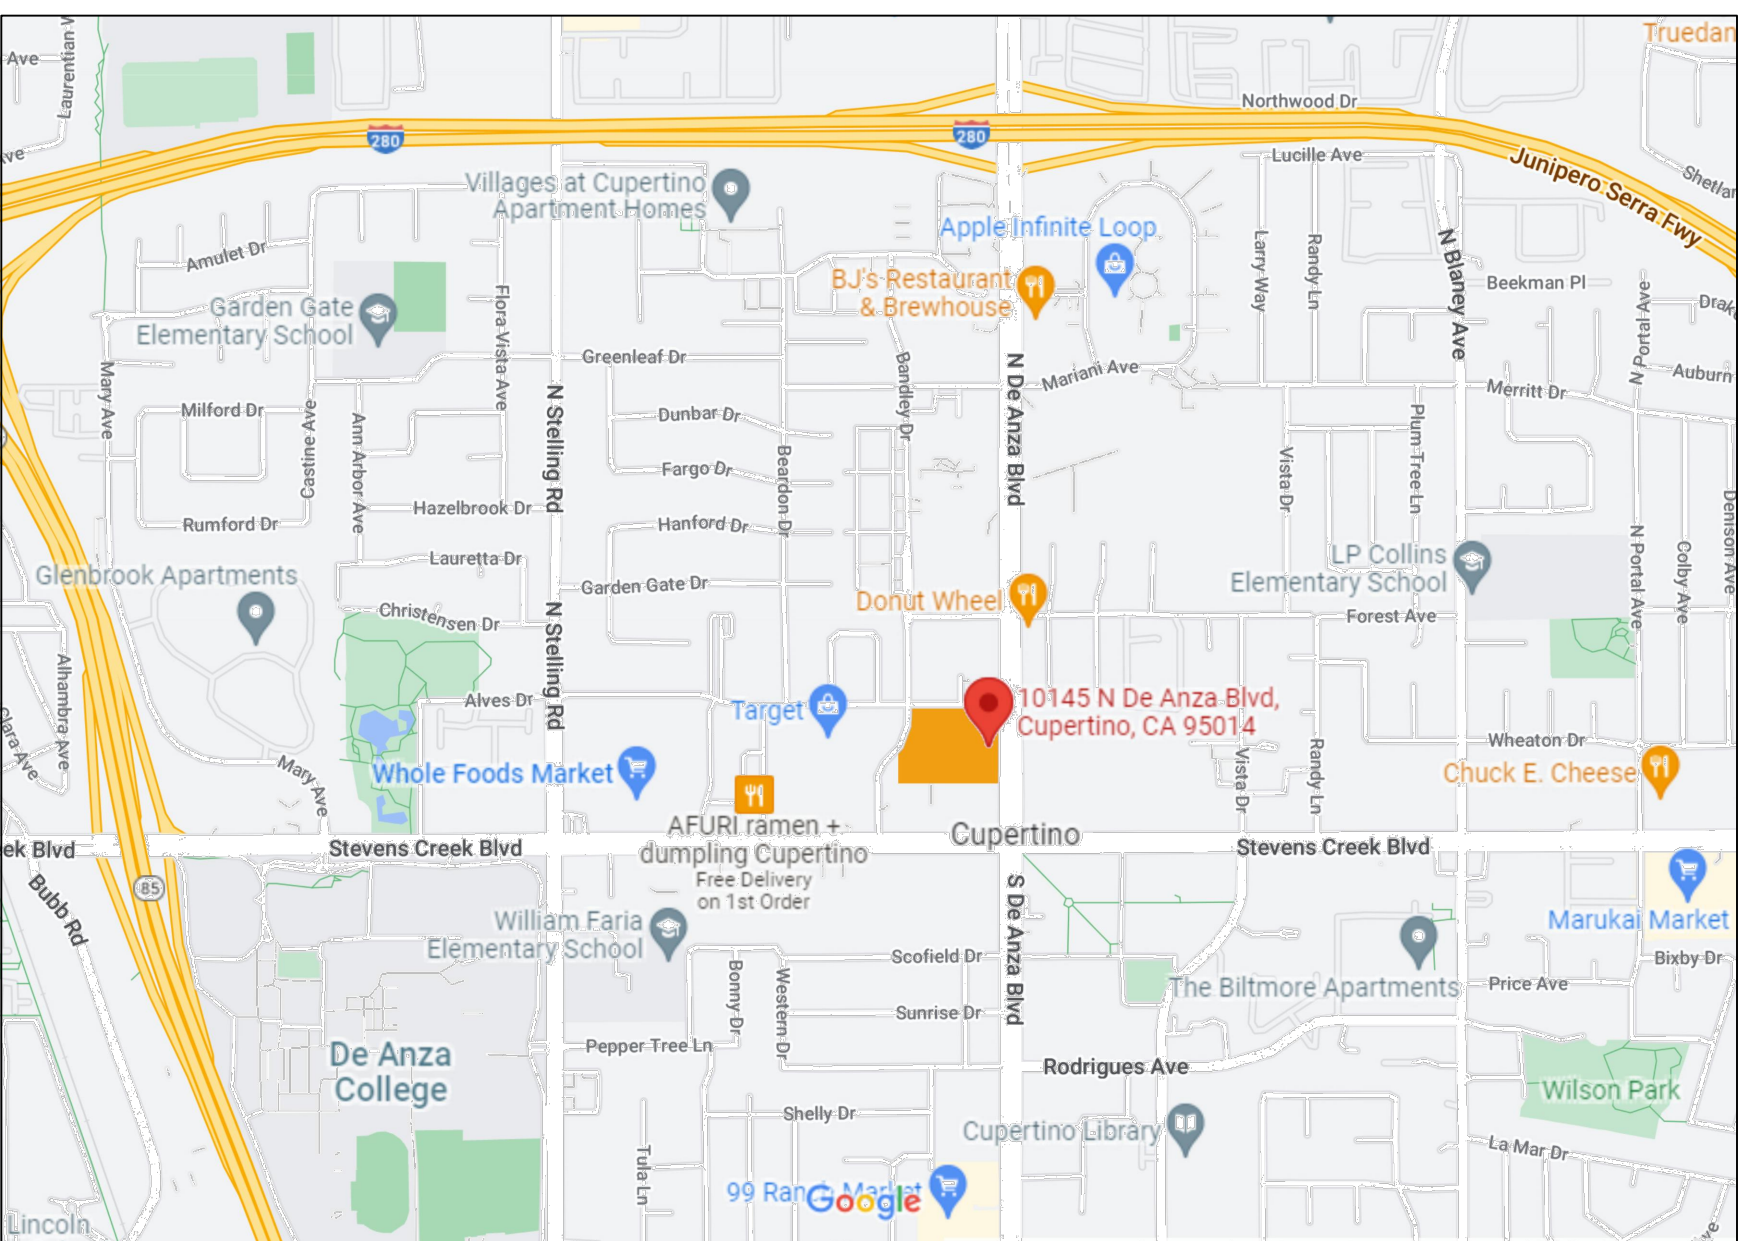 Truedan
Ave
Laurentian
Northwood Dr
280
280
Lucille Ave
Junipero Serra Fwy
Shetlar
Villages at Cupertino
Apartment Homes
Apple Infinite Loop
Amulet Dr
BJ's Restaurant
& Brewhouse
Larry Way
Randy Ln
N Blaney Ave
Beekman Pl
N Portal Ave
Garden Gate
Elementary School
Flora Vista Ave
Greenleaf Dr
Bandley Dr
N De Anza Blvd
Mariani Ave
Merritt Dr
Auburn
Mary Ave
Milford Dr
Castine Ave
Ann Arbor Ave
N Stelling Rd
Dunbar Dr
Fargo Dr
Beardon Dr
Vista Dr
Plum Tree Ln
Hazelbrook Dr
Rumford Dr
Hanford Dr
Lauretta Dr
Garden Gate Dr
Glenbrook Apartments
Christensen Dr
N Stelling Rd
Donut Wheel
LP Collins
Elementary School
Forest Ave
N Portal Ave
Colby Ave
Denison Ave
Alhambra Ave
Clara Ave
Alves Dr
Target
10145 N De Anza Blvd,
Cupertino, CA 95014
Wheaton Dr
Mary Ave
Whole Foods Market
Vista Dr
Randy Ln
Chuck E. Cheese
AFURI ramen +
dumpling Cupertino
Free Delivery
on 1st Order
Cupertino
ek Blvd
Stevens Creek Blvd
Stevens Creek Blvd
85
Bubb Rd
William Faria
Elementary School
S De Anza Blvd
Marukai Market
Scofield Dr
Bixby Dr
Bonny Dr
Western Dr
The Biltmore Apartments
Price Ave
Sunrise Dr
Pepper Tree Ln
De Anza
College
Rodrigues Ave
Wilson Park
Shelly Dr
Cupertino Library
La Mar Dr
Tula Ln
99 Ranch Market
Google
Lincoln